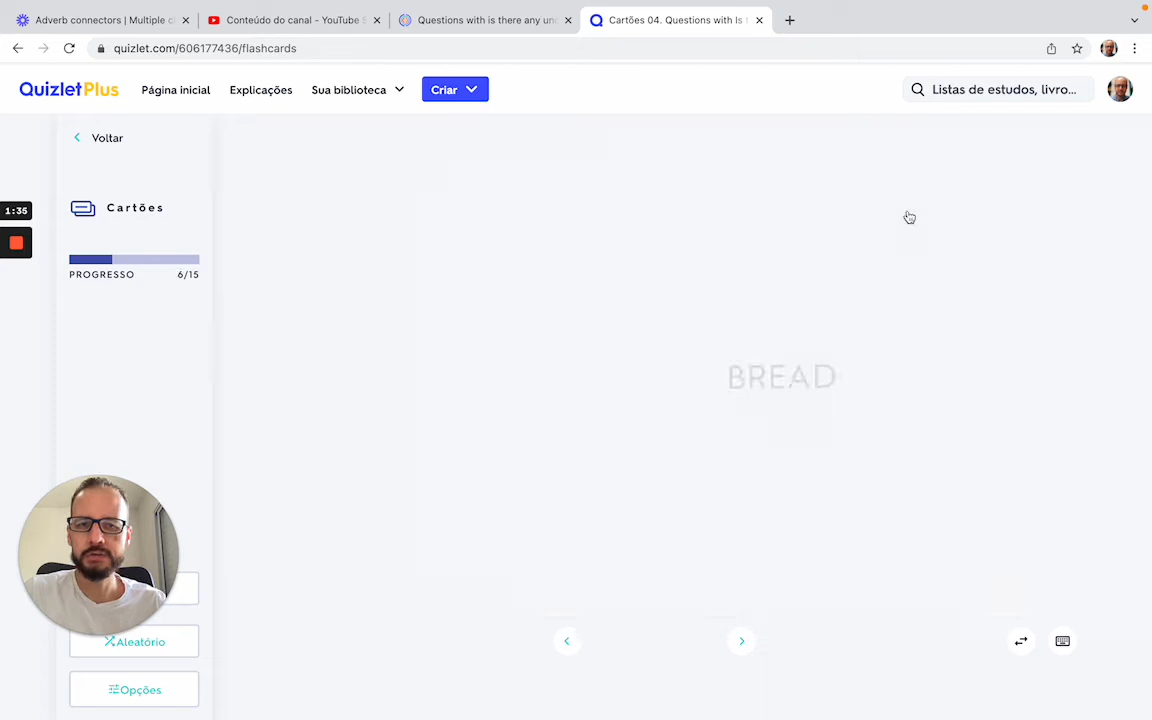 Adverb connectors | Multiple c
Conteúdo do canal - YouTube S
Questions with is there any unc
Cartões 04. Questions with Is
quizlet.com/606177436/flashcards
QuizletPlus
Página inicial
Explicações
Sua biblioteca
Criar
Listas de estudos, livro...
Voltar
1:35
Cartões
PROGRESSO 6/15
BREAD
Aleatório
Opções